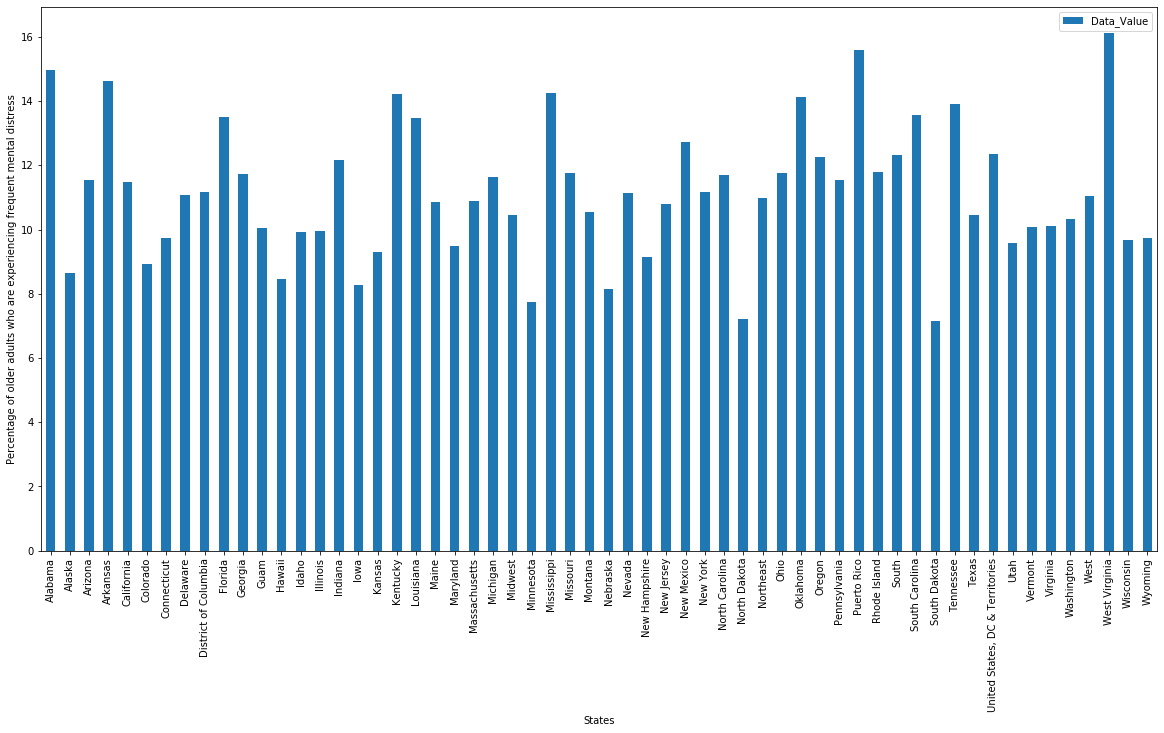 Data_Value
Percentage of older adults who are experiencing frequent mental distress
16
14
12
10
8
6
4
2
0
Alabama
Alaska
Arizona
Arkansas
California
Colorado
Connecticut
Delaware
District of Columbia
Florida
Georgia
Guam
Hawaii
Idaho
Illinois
Indiana
Iowa
Kansas
Kentucky
Louisiana
Maine
Maryland
Massachusetts
Michigan
Midwest
Minnesota
Mississippi
Missouri
Montana
Nebraska
Nevada
New Hampshire
New Jersey
New Mexico
New York
North Carolina
North Dakota
Northeast
Ohio
Oklahoma
Oregon
Pennsylvania
Puerto Rico
Rhode Island
South
South Carolina
South Dakota
Tennessee
Texas
United States, DC & Territories
Utah
Vermont
Virginia
Washington
West
West Virginia
Wisconsin
Wyoming
States